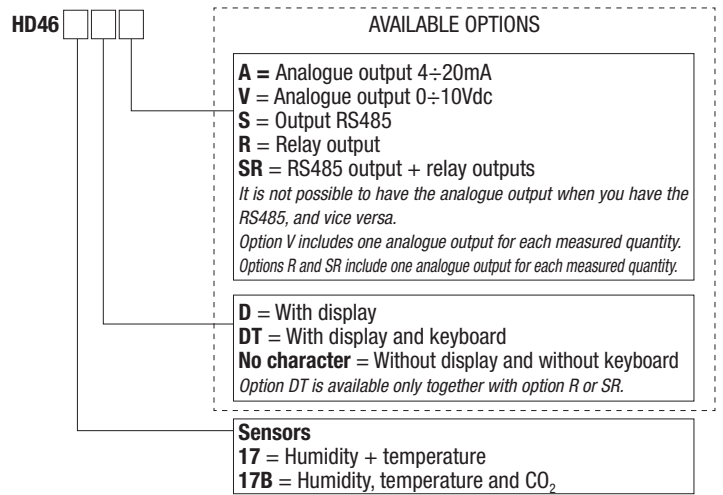 HD46
AVAILABLE OPTIONS
A = Analogue output 4÷20mA
V = Analogue output 0÷10Vdc
S = Output RS485
R = Relay output
SR = RS485 output + relay outputs
It is not possible to have the analogue output when you have the
RS485, and vice versa.
Option V includes one analogue output for each measured quantity.
Options R and SR include one analogue output for each measured quantity.
D = With display
DT = With display and keyboard
No character = Without display and without keyboard
Option DT is available only together with option R or SR.
Sensors
17 = Humidity + temperature
17B = Humidity, temperature and CO₂